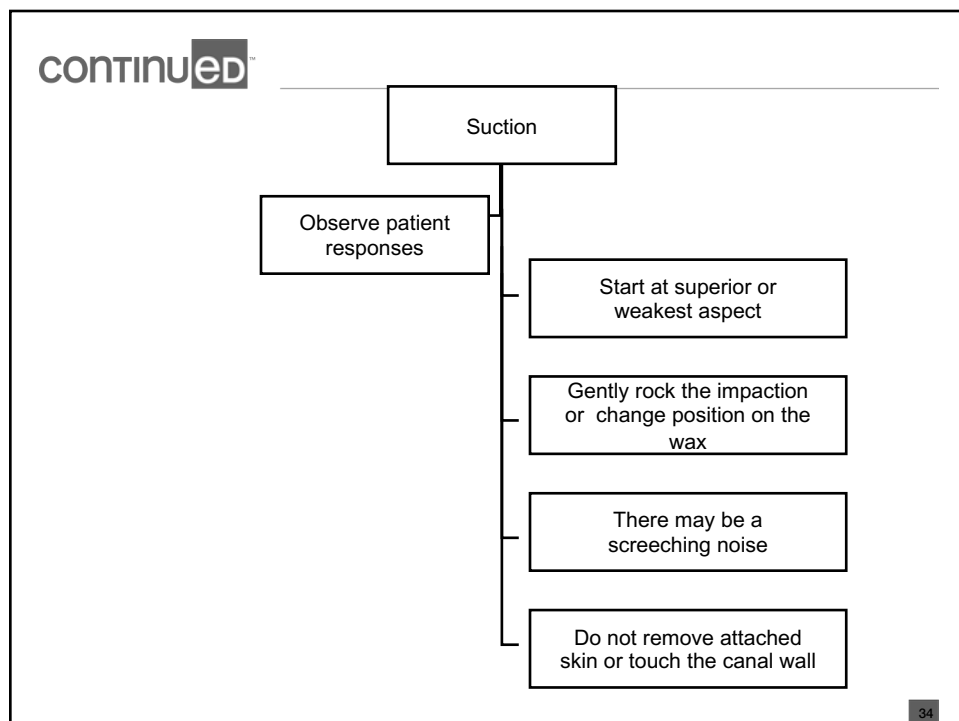 continued™
Suction
Observe patient
responses
Start at superior or
weakest aspect
Gently rock the impaction
or change position on the
wax
There may be a
screeching noise
Do not remove attached
skin or touch the canal wall
34